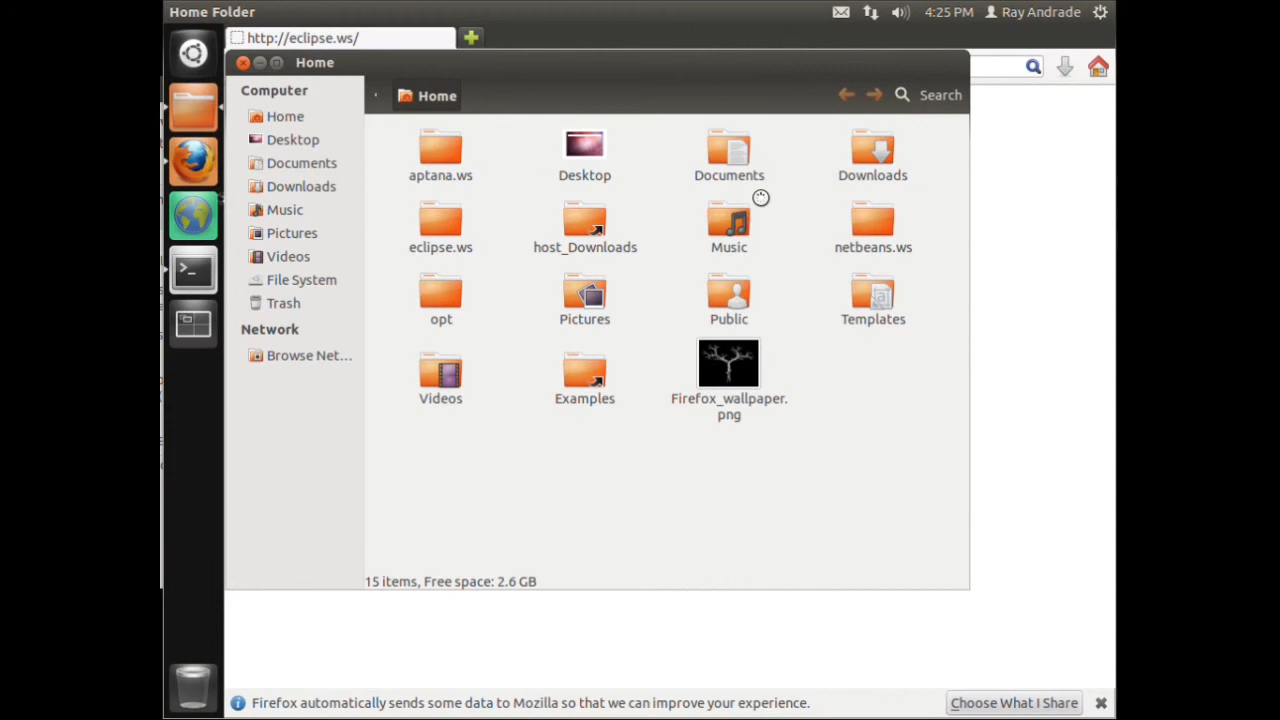 Home Folder
4:25 PM Ray Andrade
http://eclipse.ws/
Home
Computer
Home
Desktop
Documents
Downloads
Music
Pictures
Videos
File System
Trash
Network
Browse Net...
Home
Search
aptana.ws
Desktop
Documents
Downloads
eclipse.ws
host_Downloads
Music
netbeans.ws
opt
Pictures
Public
Templates
Videos
Examples
Firefox_wallpaper.
png
15 items, Free space: 2.6 GB
Firefox automatically sends some data to Mozilla so that we can improve your experience.
Choose What I Share